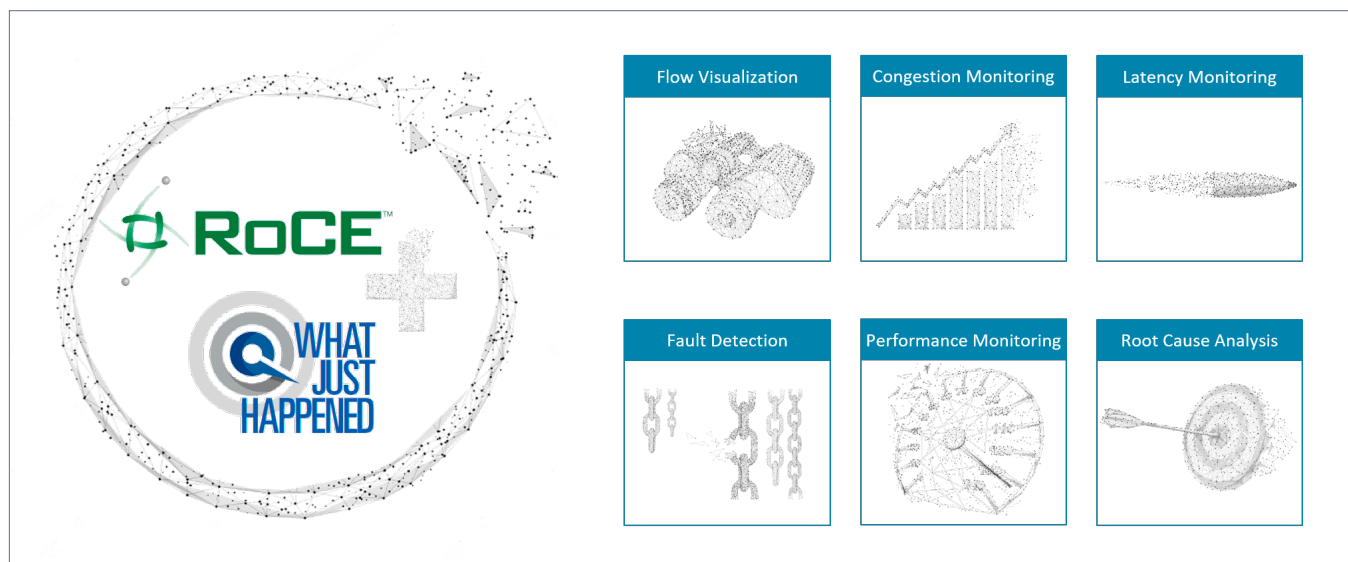 RoCE™
WHAT
JUST
HAPPENED
Flow Visualization
Congestion Monitoring
Latency Monitoring
Fault Detection
Performance Monitoring
Root Cause Analysis